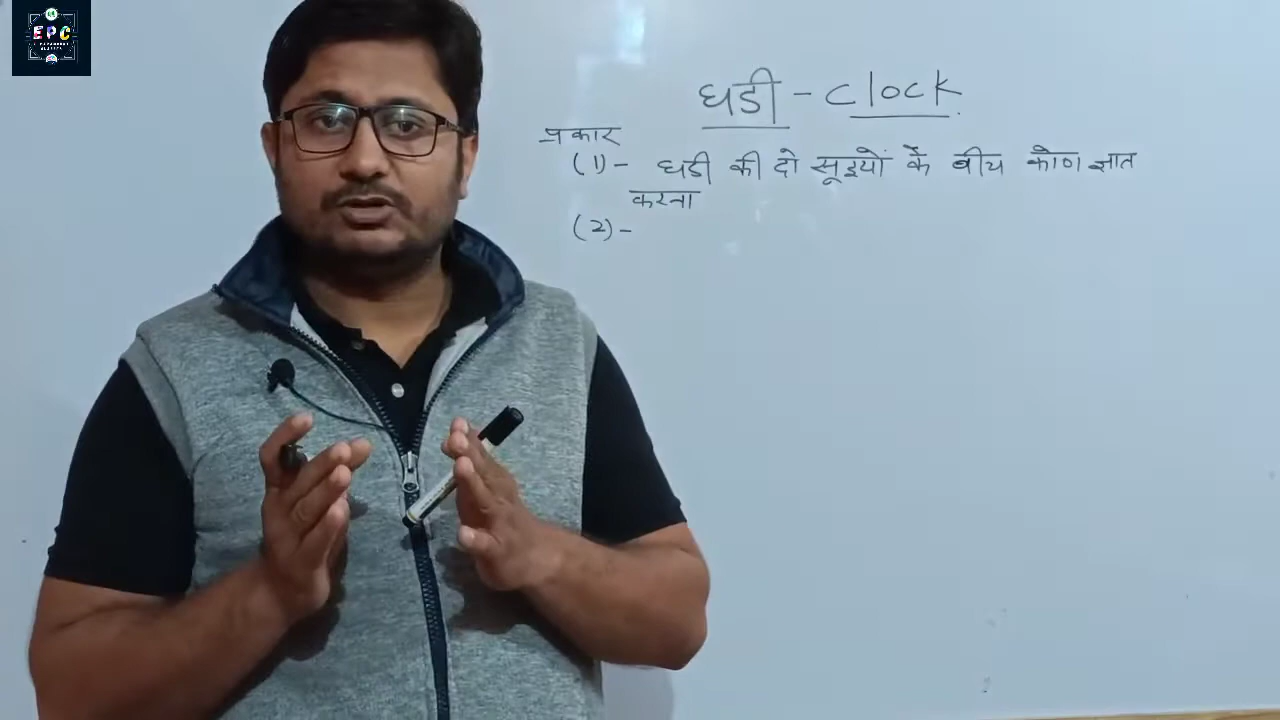 EPC
घडी - Clock.
प्रकार
(1)- घडी की दो सूइयों के बीच कोण ज्ञात
करना
(2)-